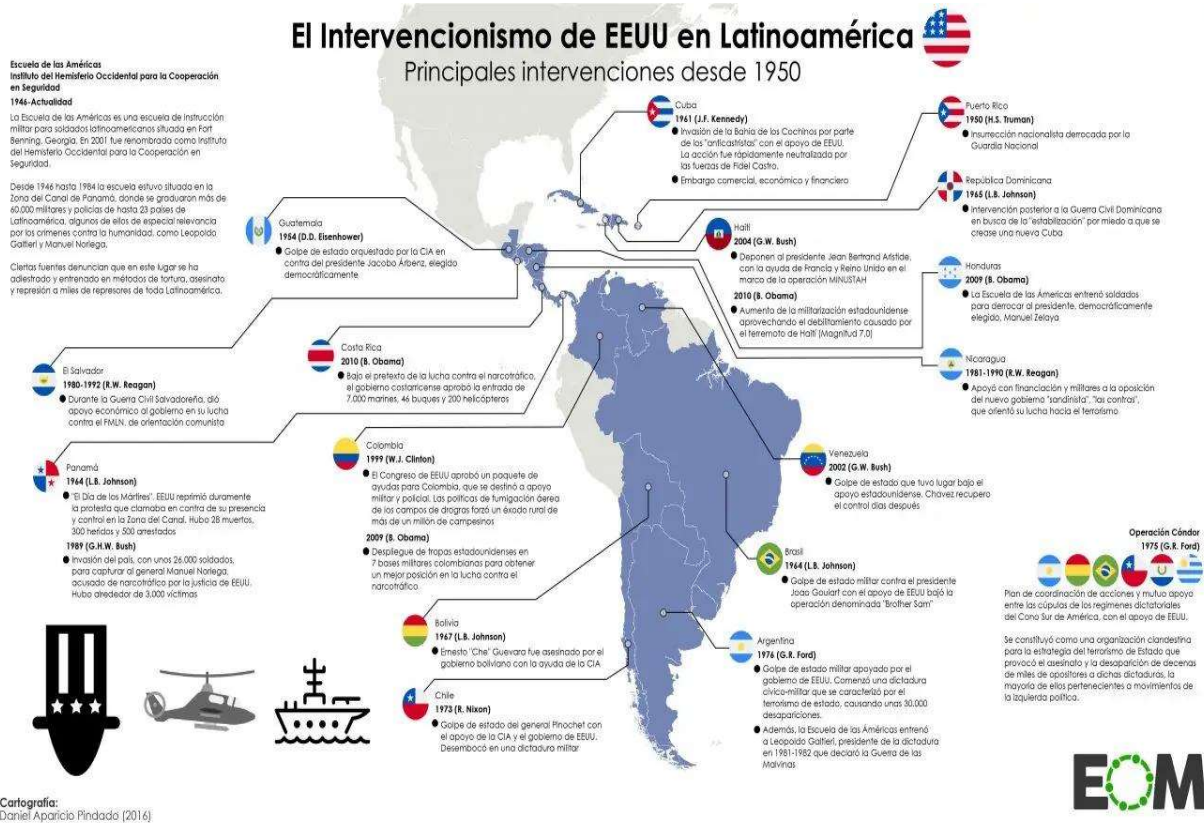 El Intervencionismo de EEUU en Latinoamérica
Principales intervenciones desde 1950
Escuela de las Américas
Instituto del Hemisferio Occidental para la Cooperación
en Seguridad
1946-Actualidad
La Escuela de las Américas es una escuela de instrucción
militar para soldados latinoamericanos situada en Fort
Benning, Georgia. En 2001 fue renombrada como Instituto
del Hemisferio Occidental para la Cooperación en
Seguridad.
Desde 1946 hasta 1984 la escuela estuvo situada en la
Zona del Canal de Panamá, donde se graduaron más de
60.000 militares y policías de hasta 23 países de
Latinoamérica, algunos de ellos de especial relevancia
por los crímenes contra la humanidad, como Leopoldo
Galtieri y Manuel Noriega.
Ciertas fuentes denuncian que en este lugar se ha
adiestrado y entrenado en métodos de tortura, asesinato
y represión a miles de represores de toda Latinoamérica.
Cuba
1961 (J.F. Kennedy)
Invasión de la Bahía de los Cochinos por parte
de los "anticastristas" con el apoyo de EEUU.
La acción fue rápidamente neutralizada por
las fuerzas de Fidel Castro.
Embargo comercial, económico y financiero
Puerto Rico
1950 (H.S. Truman)
Insurrección nacionalista derrocada por la
Guardia Nacional
República Dominicana
1965 (L.B. Johnson)
Intervención posterior a la Guerra Civil Dominicana
en busca de la "estabilización" por miedo a que se
crease una nueva Cuba
Guatemala
1954 (D.D. Eisenhower)
Golpe de estado orquestado por la CIA en
contra del presidente Jacobo Árbenz, elegido
democráticamente
Haití
2004 (G.W. Bush)
Deponen al presidente Jean Bertrand Aristide,
con la ayuda de Francia y Reino Unido en el
marco de la operación MINUSTAH
2010 (B. Obama)
Aumento de la militarización estadounidense
aprovechando el debilitamiento causado por
el terremoto de Haití (Magnitud 7,0)
Honduras
2009 (B. Obama)
La Escuela de las Américas entrenó soldados
para derrocar al presidente, democráticamente
elegido, Manuel Zelaya
Nicaragua
1981-1990 (R.W. Reagan)
Apoyó con financiación y militares a la oposición
del nuevo gobierno "sandinista", "las contras",
que orientó su lucha hacia el terrorismo
El Salvador
1980-1992 (R.W. Reagan)
Durante la Guerra Civil Salvadoreña, dió
apoyo económico al gobierno en su lucha
contra el FMLN, de orientación comunista
Costa Rica
2010 (B. Obama)
Bajo el pretexto de la lucha contra el narcotráfico,
el gobierno costarricense aprobó la entrada de
7.000 marines, 46 buques y 200 helicópteros
Panamá
1964 (L.B. Johnson)
"El Día de los Mártires". EEUU reprimió duramente
la protesta que clamaba en contra de su presencia
y control en la Zona del Canal. Hubo 28 muertos,
300 heridos y 500 arrestados
1989 (G.H.W. Bush)
Invasión del país, con unos 26.000 soldados,
para capturar al general Manuel Noriega,
acusado de narcotráfico por la justicia de EEUU.
Hubo alrededor de 3.000 víctimas
Colombia
1999 (W.J. Clinton)
El Congreso de EEUU aprobó un paquete de
ayudas para Colombia, que se destinó a apoyo
militar y policial. Las políticas de fumigación aérea
de los campos de drogras forzó un éxodo rural de
más de un millón de campesinos
2009 (B. Obama)
Despliegue de tropas estadounidenses en
7 bases militares colombianas para obtener
un mejor posición en la lucha contra el
narcotráfico
Venezuela
2002 (G.W. Bush)
Golpe de estado que tuvo lugar bajo el
apoyo estadounidense. Chavez recupero
el control días después
Brasil
1964 (L.B. Johnson)
Golpe de estado militar contra el presidente
Joao Goulart con el apoyo de EEUU bajó la
operación denominada "Brother Sam"
Bolivia
1967 (L.B. Johnson)
Ernesto "Che" Guevara fue asesinado por el
gobierno boliviano con la ayuda de la CIA
Chile
1973 (R. Nixon)
Golpe de estado del general Pinochet con
el apoyo de la CIA y el gobierno de EEUU.
Desembocó en una dictadura militar
Argentina
1976 (G.R. Ford)
Golpe de estado militar apoyado por el
gobierno de EEUU. Comenzó una dictadura
cívico-militar que se caracterizó por el
terrorismo de estado, causando unas 30.000
desapariciones.
Además, la Escuela de las Américas entrenó
a Leopoldo Galtieri, presidente de la dictadura
en 1981-1982 que declaró la Guerra de las
Malvinas
Operación Cóndor
1975 (G.R. Ford)
Plan de coordinación de acciones y mutuo apoyo
entre las cúpulas de los regímenes dictatoriales
del Cono Sur de América, con el apoyo de EEUU.
Se constituyó como una organización clandestina
para la estrategia del terrorismo de Estado que
provocó el asesinato y la desaparición de decenas
de miles de opositores a dichas dictaduras, la
mayoría de ellos pertenecientes a movimientos de
la izquierda política.
EOM
Cartografía:
Daniel Aparicio Pindado (2016)